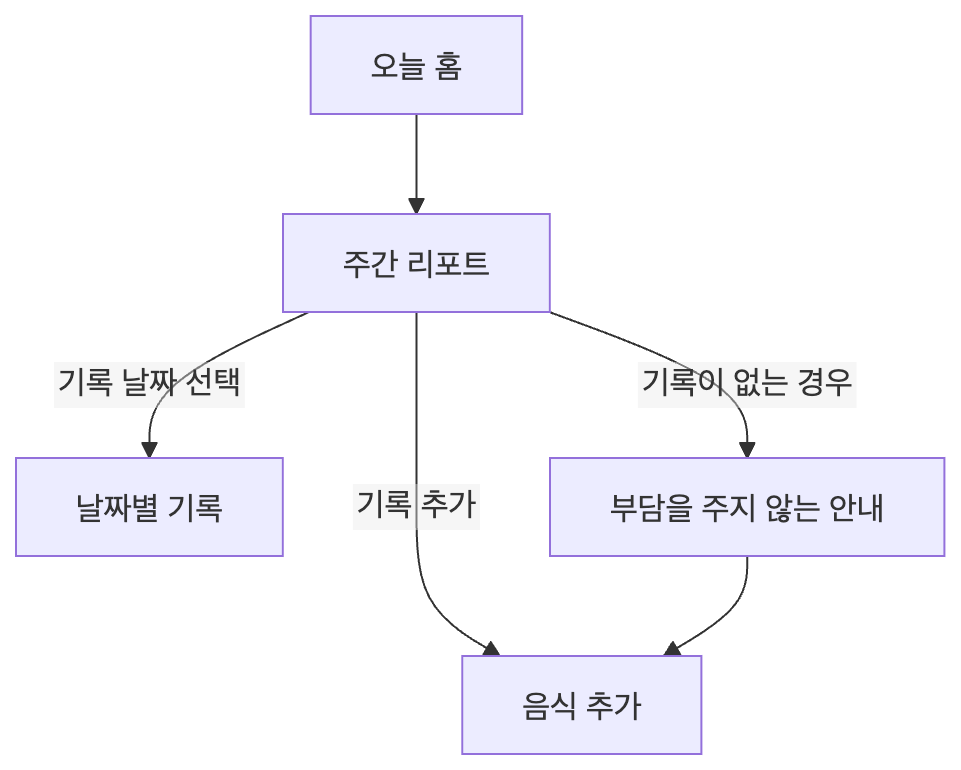 오늘 홈
주간 리포트
기록 날짜 선택
기록이 없는 경우
날짜별 기록
기록 추가
부담을 주지 않는 안내
음식 추가